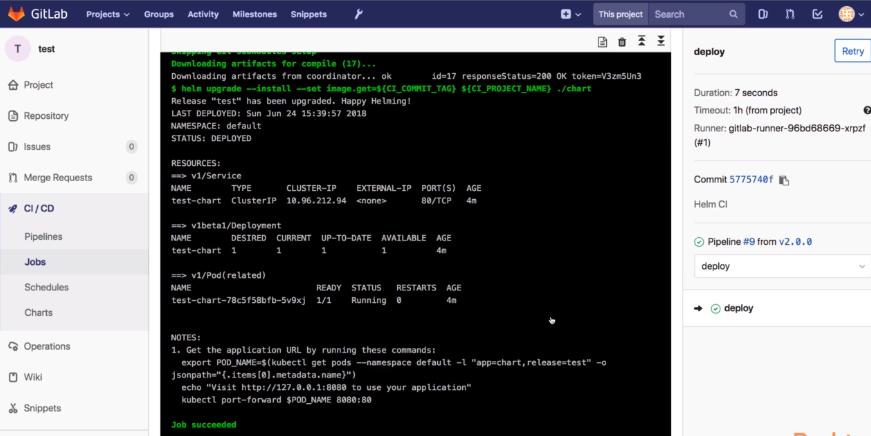 GitLab
Projects
Groups
Activity
Milestones
Snippets
This project
Search
T
test
Project
Repository
Issues
0
Merge Requests
0
CI / CD
Pipelines
Jobs
Schedules
Charts
Operations
Wiki
Snippets
Downloading artifacts for compile (17)...
Downloading artifacts from coordinator... ok id=17 responseStatus=200 OK token=V3zm5Un3
$ helm upgrade --install --set image.get=${CI_COMMIT_TAG} ${CI_PROJECT_NAME} ./chart
Release "test" has been upgraded. Happy Helming!
LAST DEPLOYED: Sun Jun 24 15:39:57 2018
NAMESPACE: default
STATUS: DEPLOYED
RESOURCES:
==> v1/Service
NAME TYPE CLUSTER-IP EXTERNAL-IP PORT(S) AGE
test-chart ClusterIP 10.96.212.94 <none> 80/TCP 4m
==> v1beta1/Deployment
NAME DESIRED CURRENT UP-TO-DATE AVAILABLE AGE
test-chart 1 1 1 1 4m
==> v1/Pod(related)
NAME READY STATUS RESTARTS AGE
test-chart-78c5f58bfb-5v9xj 1/1 Running 0 4m
NOTES:
1. Get the application URL by running these commands:
export POD_NAME=$(kubectl get pods --namespace default -l "app=chart,release=test" -o
jsonpath="{.items[0].metadata.name}")
echo "Visit http://127.0.0.1:8080 to use your application"
kubectl port-forward $POD_NAME 8080:80
Job succeeded
deploy
Retry
Duration: 7 seconds
Timeout: 1h (from project)
Runner: gitlab-runner-96bd68669-xrpzf
(#1)
Commit 5775740f
Helm CI
Pipeline #9 from v2.0.0
deploy
deploy